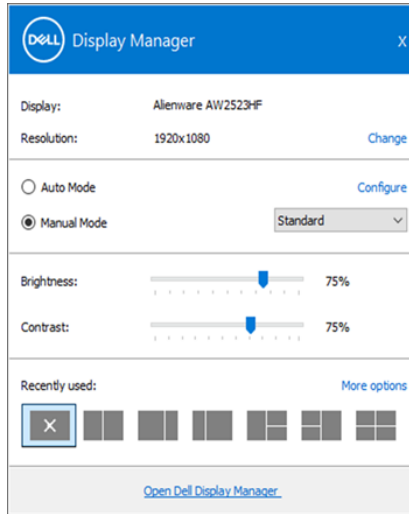 DELL Display Manager X
Display: Alienware AW2523HF
Resolution: 1920x1080 Change
Auto Mode Configure
Manual Mode Standard
Brightness: 75%
Contrast: 75%
Recently used: More options
X
Open Dell Display Manager